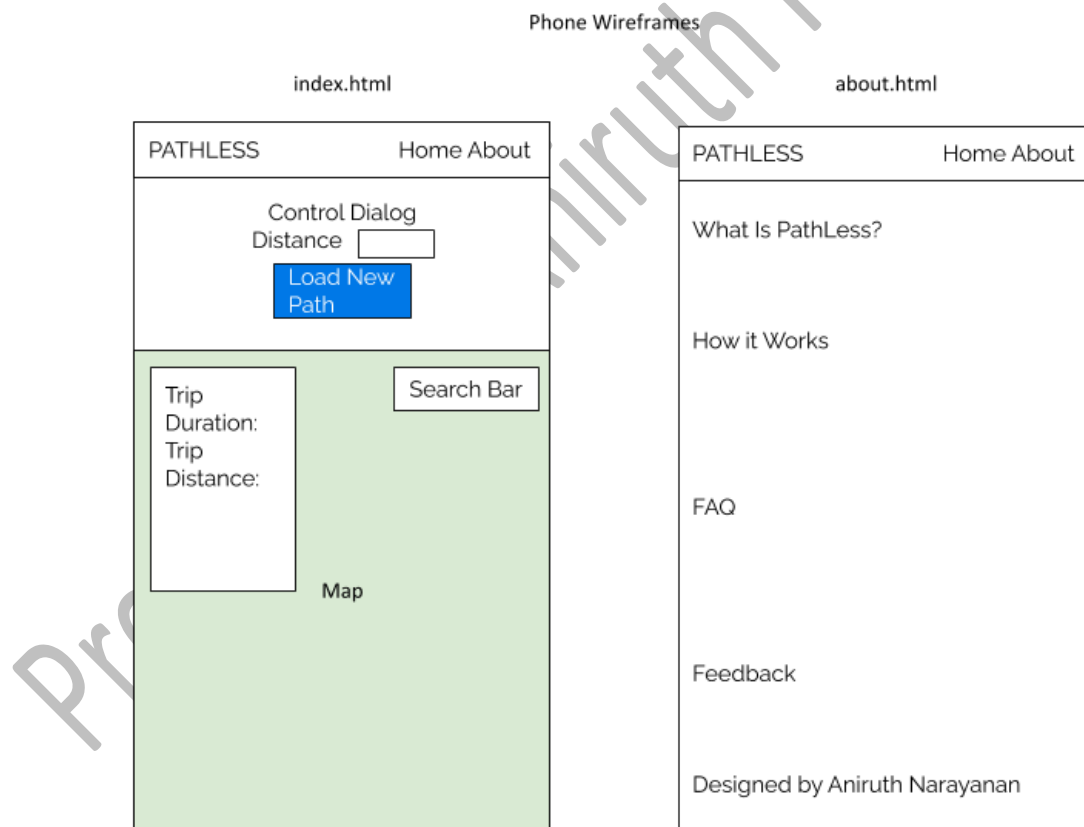 Phone Wireframes
index.html
PATHLESS Home About
Control Dialog
Distance
Load New
Path
Trip
Duration:
Trip
Distance:
Search Bar
Map
about.html
PATHLESS Home About
What Is PathLess?
How it Works
FAQ
Feedback
Designed by Aniruth Narayanan